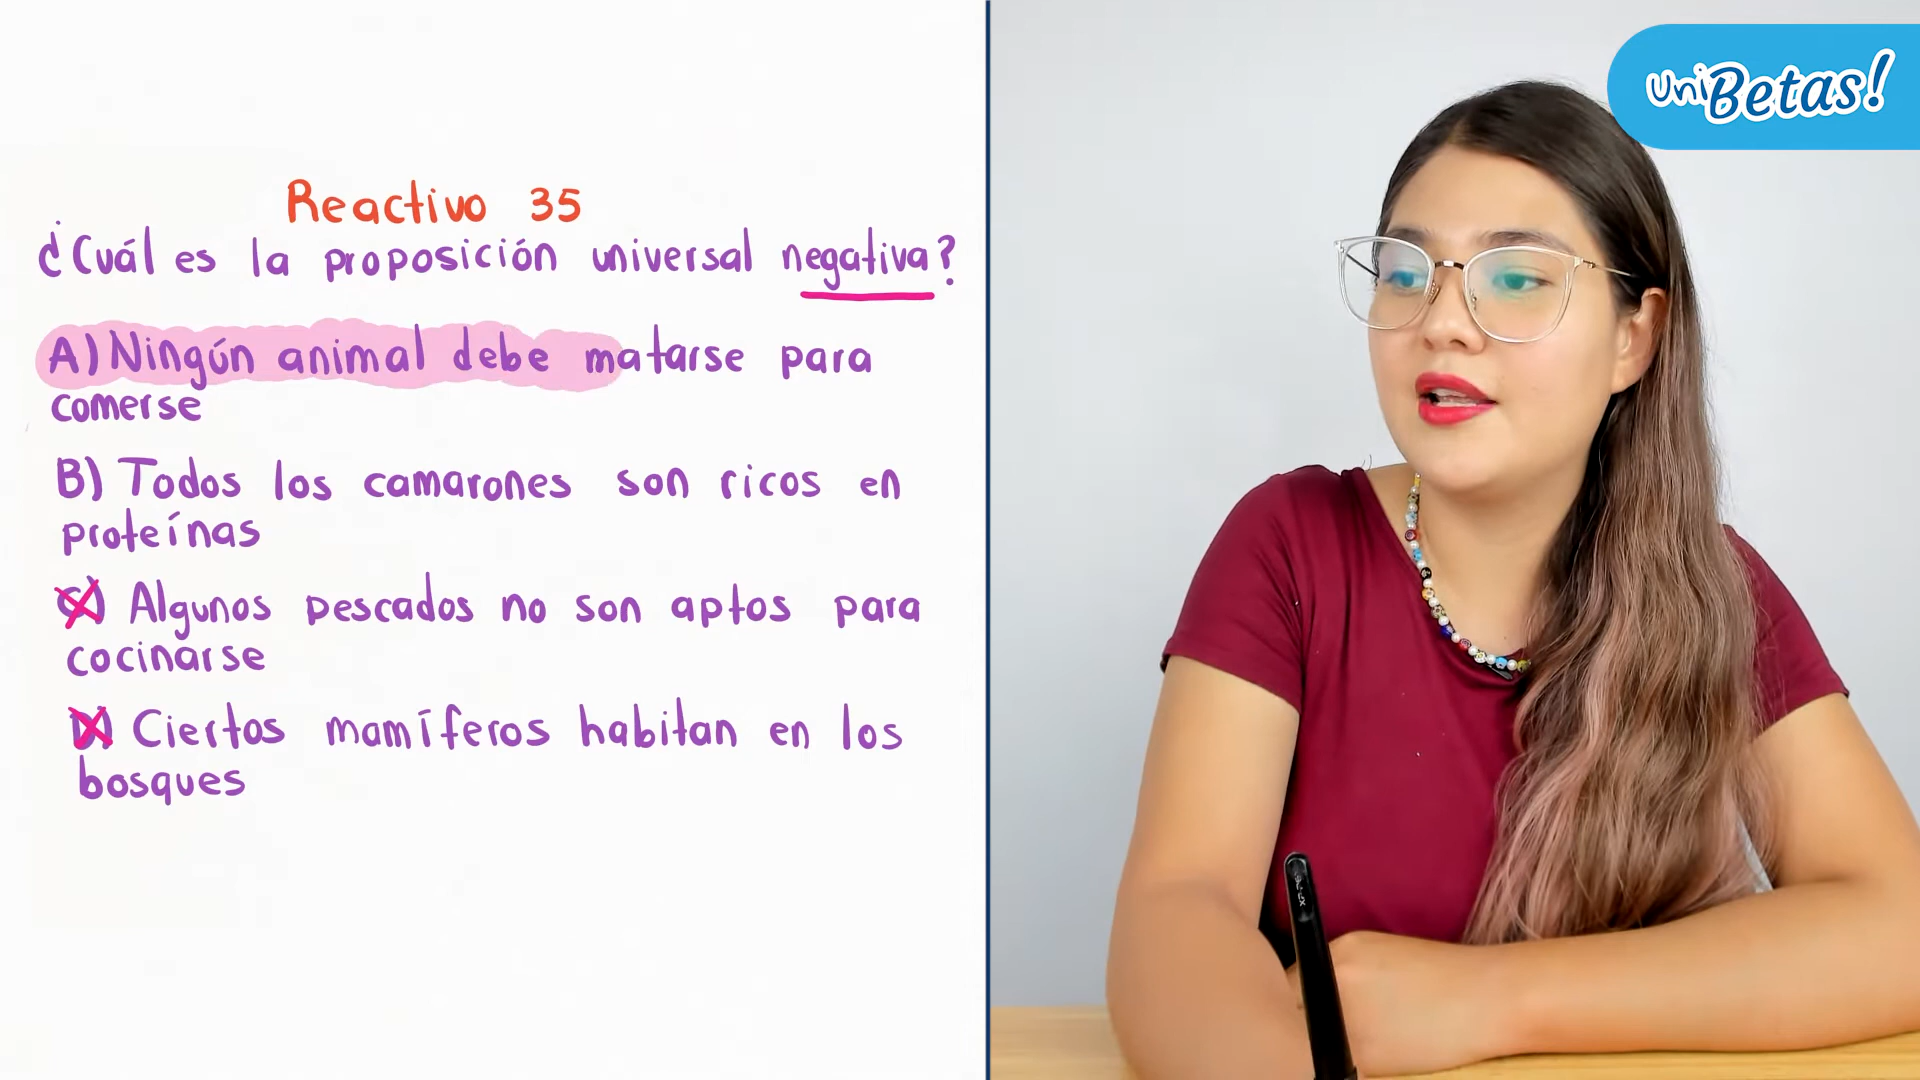 uniBetas!
Reactivo 35
¿Cuál es la proposición universal negativa?
A) Ningún animal debe matarse para
comerse
B) Todos los camarones son ricos en
proteínas
C) Algunos pescados no son aptos para
cocinarse
D) Ciertos mamíferos habitan en los
bosques